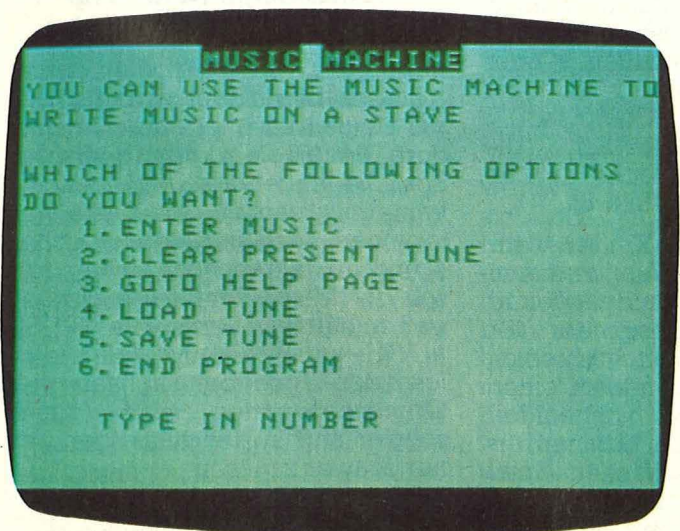 MUSIC MACHINE
YOU CAN USE THE MUSIC MACHINE TO
WRITE MUSIC ON A STAVE
WHICH OF THE FOLLOWING OPTIONS
DO YOU WANT?
1. ENTER MUSIC
2. CLEAR PRESENT TUNE
3. GOTO HELP PAGE
4. LOAD TUNE
5. SAVE TUNE
6. END PROGRAM
TYPE IN NUMBER